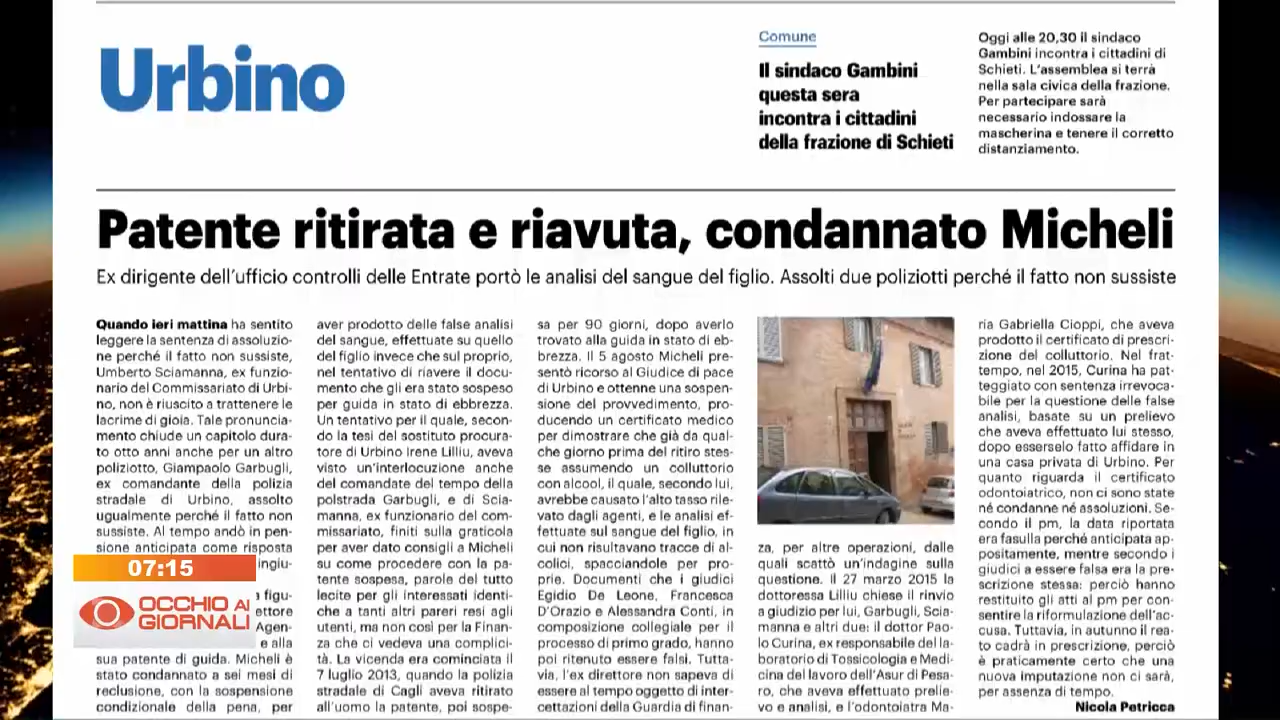 Urbino
Comune
Il sindaco Gambini
questa sera
incontra i cittadini
della frazione di Schieti
Oggi alle 20,30 il sindaco
Gambini incontra i cittadini di
Schieti. L'assemblea si terrà
nella sala civica della frazione.
Per partecipare sarà
necessario indossare la
mascherina e tenere il corretto
distanziamento.
Patente ritirata e riavuta, condannato Micheli
Ex dirigente dell'ufficio controlli delle Entrate portò le analisi del sangue del figlio. Assolti due poliziotti perché il fatto non sussiste
Quando ieri mattina ha sentito
leggere la sentenza di assoluzio-
ne perché il fatto non sussiste,
Umberto Sciamanna, ex funzio-
nario del Commissariato di Urbi-
no, non è riuscito a trattenere le
lacrime di gioia. Tale pronuncia-
mento chiude un capitolo dura-
to otto anni anche per un altro
poliziotto, Giampaolo Garbugli,
ex comandante della polizia
stradale di Urbino, assolto
ugualmente perché il fatto non
sussiste. Al tempo andò in pen-
sione anticipata come risposta
ingiu-
a figu-
ettore
Agen-
e alla
sua patente di guida. Micheli è
stato condannato a sei mesi di
reclusione, con la sospensione
condizionale della pena, per
aver prodotto delle false analisi
del sangue, effettuate su quello
del figlio invece che sul proprio,
nel tentativo di riavere il docu-
mento che gli era stato sospeso
per guida in stato di ebbrezza.
Un tentativo per il quale, secon-
do la tesi del sostituto procura-
tore di Urbino Irene Lilliu, aveva
visto un'interlocuzione anche
del comandate del tempo della
polstrada Garbugli, e di Scia-
manna, ex funzionario del com-
missariato, finiti sulla graticola
per aver dato consigli a Micheli
su come procedere con la pa-
tente sospesa, parole del tutto
lecite per gli interessati identi-
che a tanti altri pareri resi agli
utenti, ma non così per la Finan-
za che ci vedeva una complici-
tà. La vicenda era cominciata il
7 luglio 2013, quando la polizia
stradale di Cagli aveva ritirato
all'uomo la patente, poi sospe-
sa per 90 giorni, dopo averlo
trovato alla guida in stato di eb-
brezza. Il 5 agosto Micheli pre-
sentò ricorso al Giudice di pace
di Urbino e ottenne una sospen-
sione del provvedimento, pro-
ducendo un certificato medico
per dimostrare che già da qual-
che giorno prima del ritiro stes-
se assumendo un colluttorio
con alcool, il quale, secondo lui,
avrebbe causato l'alto tasso rile-
vato dagli agenti, e le analisi ef-
fettuate sul sangue del figlio, in
cui non risultavano tracce di al-
colici, spacciandole per pro-
prie. Documenti che i giudici
Egidio De Leone, Francesca
D'Orazio e Alessandra Conti, in
composizione collegiale per il
processo di primo grado, hanno
poi ritenuto essere falsi. Tutta-
via, l'ex direttore non sapeva di
essere al tempo oggetto di inter-
cettazioni della Guardia di finan-
za, per altre operazioni, dalle
quali scattò un'indagine sulla
questione. Il 27 marzo 2015 la
dottoressa Lilliu chiese il rinvio
a giudizio per lui, Garbugli, Scia-
manna e altri due: il dottor Pao-
lo Curina, ex responsabile del la-
boratorio di Tossicologia e Medi-
cina del lavoro dell'Asur di Pesa-
ro, che aveva effettuato prelie-
vo e analisi, e l'odontoiatra Ma-
ria Gabriella Cioppi, che aveva
prodotto il certificato di prescri-
zione del colluttorio. Nel frat-
tempo, nel 2015, Curina ha pat-
teggiato con sentenza irrevoca-
bile per la questione delle false
analisi, basate su un prelievo
che aveva effettuato lui stesso,
dopo esserselo fatto affidare in
una casa privata di Urbino. Per
quanto riguarda il certificato
odontoiatrico, non ci sono state
né condanne né assoluzioni. Se-
condo il pm, la data riportata
era fasulla perché anticipata ap-
positamente, mentre secondo i
giudici a essere falsa era la pre-
scrizione stessa: perciò hanno
restituito gli atti al pm per con-
sentire la riformulazione dell'ac-
cusa. Tuttavia, in autunno il rea-
to cadrà in prescrizione, perciò
è praticamente certo che una
nuova imputazione non ci sarà,
per assenza di tempo.
Nicola Petricca
07:15
OCCHIO AI
GIORNALI